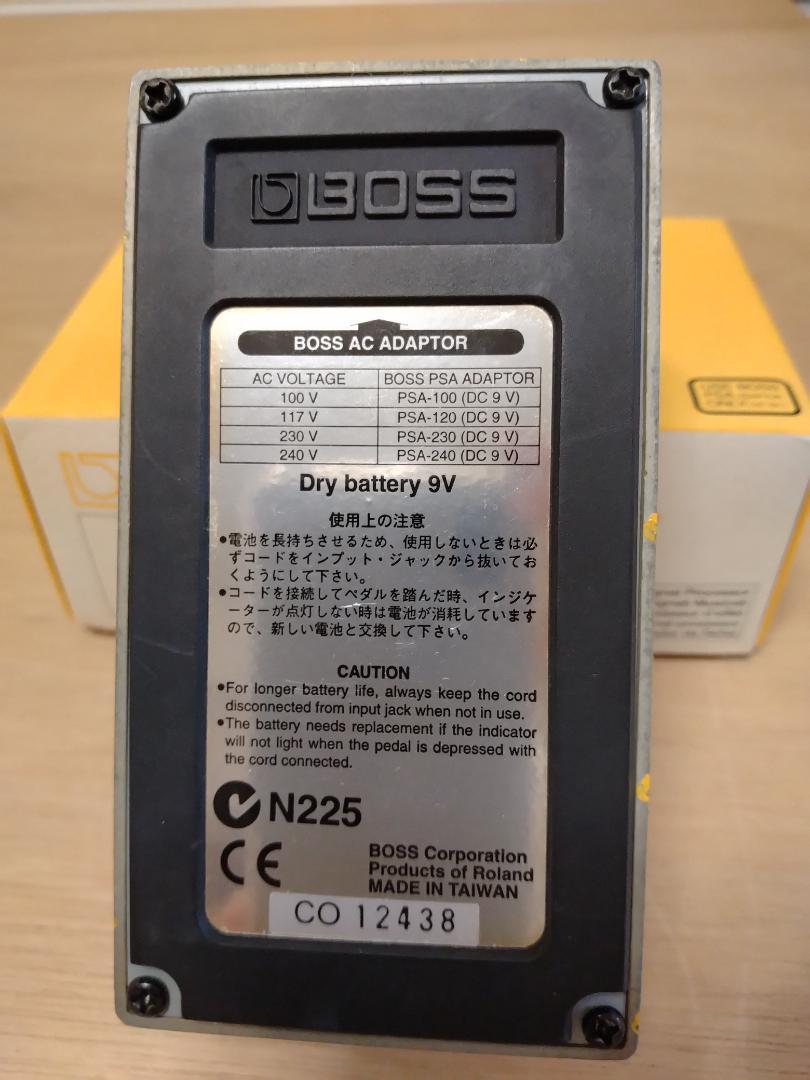 BOSS
BOSS AC ADAPTOR
AC VOLTAGE BOSS PSA ADAPTOR
100 V PSA-100 (DC 9 V)
117 V PSA-120 (DC 9 V)
230 V PSA-230 (DC 9 V)
240 V PSA-240 (DC 9 V)
Dry battery 9V
使用上の注意
●電池を長持ちさせるため、使用しないときは必
ずコードをインプット・ジャックから抜いてお
くようにして下さい。
●コードを接続してペダルを踏んだ時、インジケ
ーターが点灯しない時は電池が消耗しています
ので、新しい電池と交換して下さい。
CAUTION
●For longer battery life, always keep the cord
disconnected from input jack when not in use.
●The battery needs replacement if the indicator
will not light when the pedal is depressed with
the cord connected.
N225
CE
BOSS Corporation
Products of Roland
MADE IN TAIWAN
CO 12438
USE BOSS